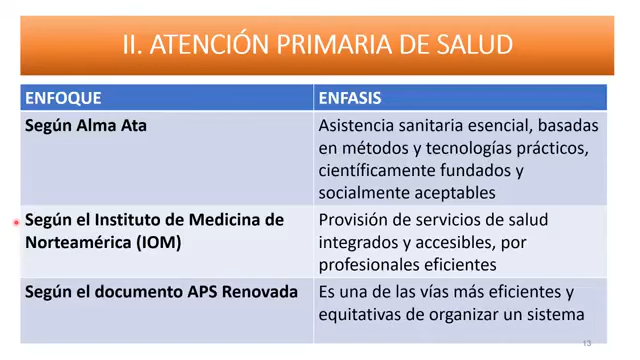 II. ATENCIÓN PRIMARIA DE SALUD
ENFOQUE
ENFASIS
Según Alma Ata
Asistencia sanitaria esencial, basadas
en métodos y tecnologías prácticos,
científicamente fundados y
socialmente aceptables
Según el Instituto de Medicina de
Norteamérica (IOM)
Provisión de servicios de salud
integrados y accesibles, por
profesionales eficientes
Según el documento APS Renovada
Es una de las vías más eficientes y
equitativas de organizar un sistema
13